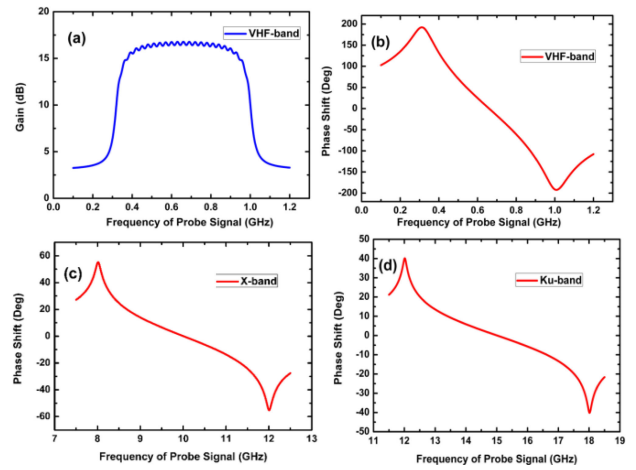 (a)
VHF-band
Gain (dB)
20
15
10
5
0
0.0 0.2 0.4 0.6 0.8 1.0 1.2
Frequency of Probe Signal (GHz)
(b)
VHF-band
Phase Shift (Deg)
200
150
100
50
0
-50
-100
-150
-200
0.0 0.2 0.4 0.6 0.8 1.0 1.2
Frequency of Probe Signal (GHz)
(c)
X-band
Phase Shift (Deg)
60
40
20
0
-20
-40
-60
7 8 9 10 11 12 13
Frequency of Probe Signal (GHz)
(d)
Ku-band
Phase Shift (Deg)
50
40
30
20
10
0
-10
-20
-30
-40
-50
11 12 13 14 15 16 17 18 19
Frequency of Probe Signal (GHz)